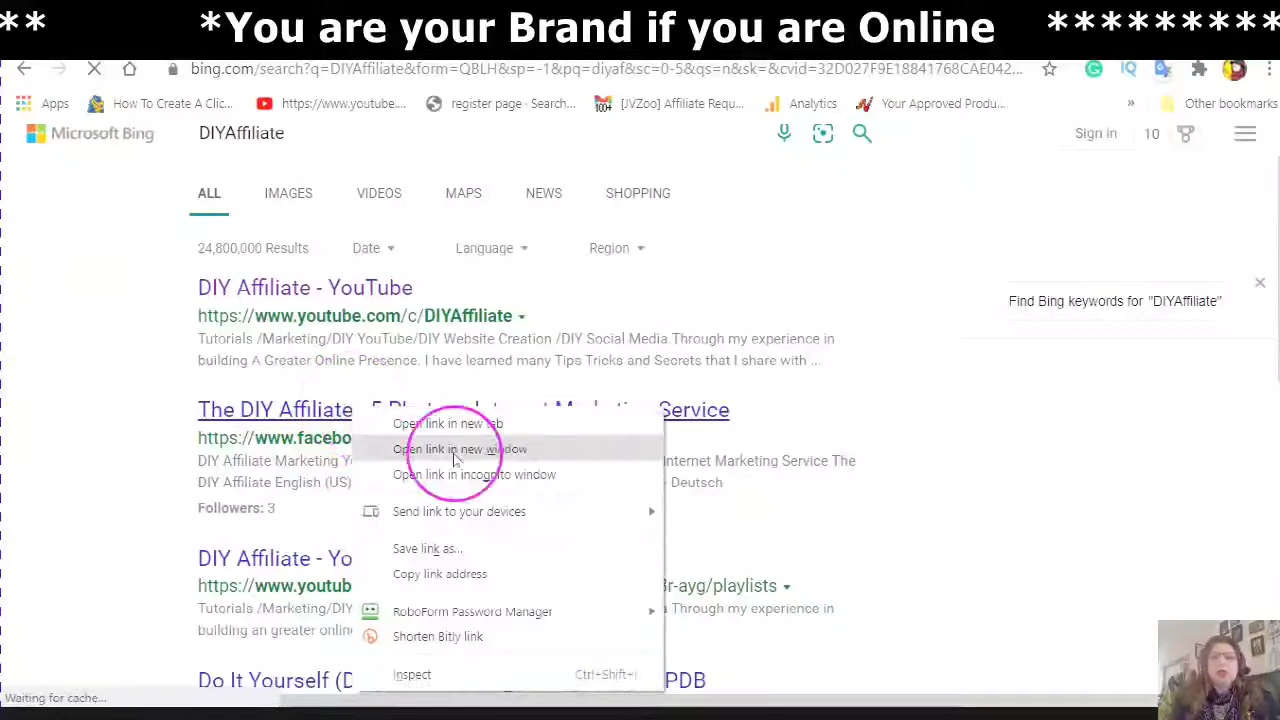 ** *You are your Brand if you are Online *********
bing.com/search?q=DIYAffiliate&form=QBLH&sp=-1&pq=diyaf&sc=0-5&qs=n&sk=&cvid=32D027F9E18841768CAE042...
Apps How To Create A Clic... https://www.youtube.... register page - Search... [JVZoo] Affiliate Requ... Analytics Your Approved Produ... » Other bookmarks
Microsoft Bing DIYAffiliate Sign in 10
ALL IMAGES VIDEOS MAPS NEWS SHOPPING
24,800,000 Results Date Language Region
DIY Affiliate - YouTube
https://www.youtube.com/c/DIYAffiliate
Find Bing keywords for "DIYAffiliate"
Tutorials /Marketing/DIY YouTube/DIY Website Creation /DIY Social Media.Through my experience in
building A Greater Online Presence. I have learned many Tips Tricks and Secrets that I share with ...
The DIY Affiliate Service
Open link in new tab
https://www.facebo
Open link in new window
DIY Affiliate Marketing Internet Marketing Service The
Open link in incognito window
DIY Affiliate English (US) Deutsch
Followers: 3
Send link to your devices
Save link as...
DIY Affiliate - Yo
Copy link address
https://www.youtub r-ayg/playlists
Tutorials /Marketing/DIY RoboForm Password Manager Through my experience in
building an greater online
Shorten Bitly link
Inspect Ctrl+Shift+I
Do It Yourself (D PDB
Waiting for cache...